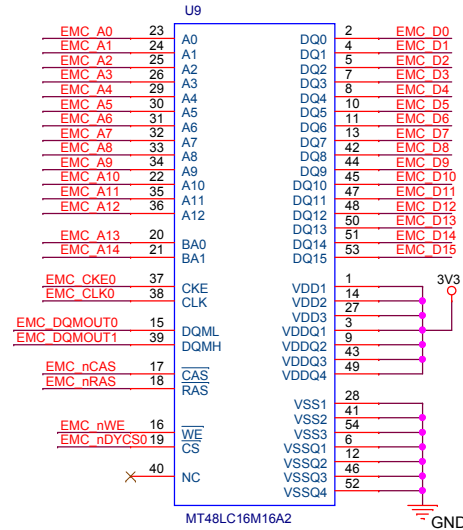 U9
EMC_A0 23 A0 DQ0 2 EMC_D0
EMC_A1 24 A1 DQ1 4 EMC_D1
EMC_A2 25 A2 DQ2 5 EMC_D2
EMC_A3 26 A3 DQ3 7 EMC_D3
EMC_A4 29 A4 DQ4 8 EMC_D4
EMC_A5 30 A5 DQ5 10 EMC_D5
EMC_A6 31 A6 DQ6 11 EMC_D6
EMC_A7 32 A7 DQ7 13 EMC_D7
EMC_A8 33 A8 DQ8 42 EMC_D8
EMC_A9 34 A9 DQ9 44 EMC_D9
EMC_A10 22 A10 DQ10 45 EMC_D10
EMC_A11 35 A11 DQ11 47 EMC_D11
EMC_A12 36 A12 DQ12 48 EMC_D12
DQ13 50 EMC_D13
EMC_A13 20 BA0 DQ14 51 EMC_D14
EMC_A14 21 BA1 DQ15 53 EMC_D15
EMC_CKE0 37 CKE VDD1 1 3V3
EMC_CLK0 38 CLK VDD2 14
VDD3 27
EMC_DQMOUT0 15 DQML VDDQ1 3
EMC_DQMOUT1 39 DQMH VDDQ2 9
VDDQ3 43
EMC_nCAS 17 CAS VDDQ4 49
EMC_nRAS 18 RAS
VSS1 28
EMC_nWE 16 WE VSS2 41
EMC_nDYCS0 19 CS VSS3 54
VSSQ1 6
VSSQ2 12
40 NC VSSQ3 46
VSSQ4 52
MT48LC16M16A2 GND